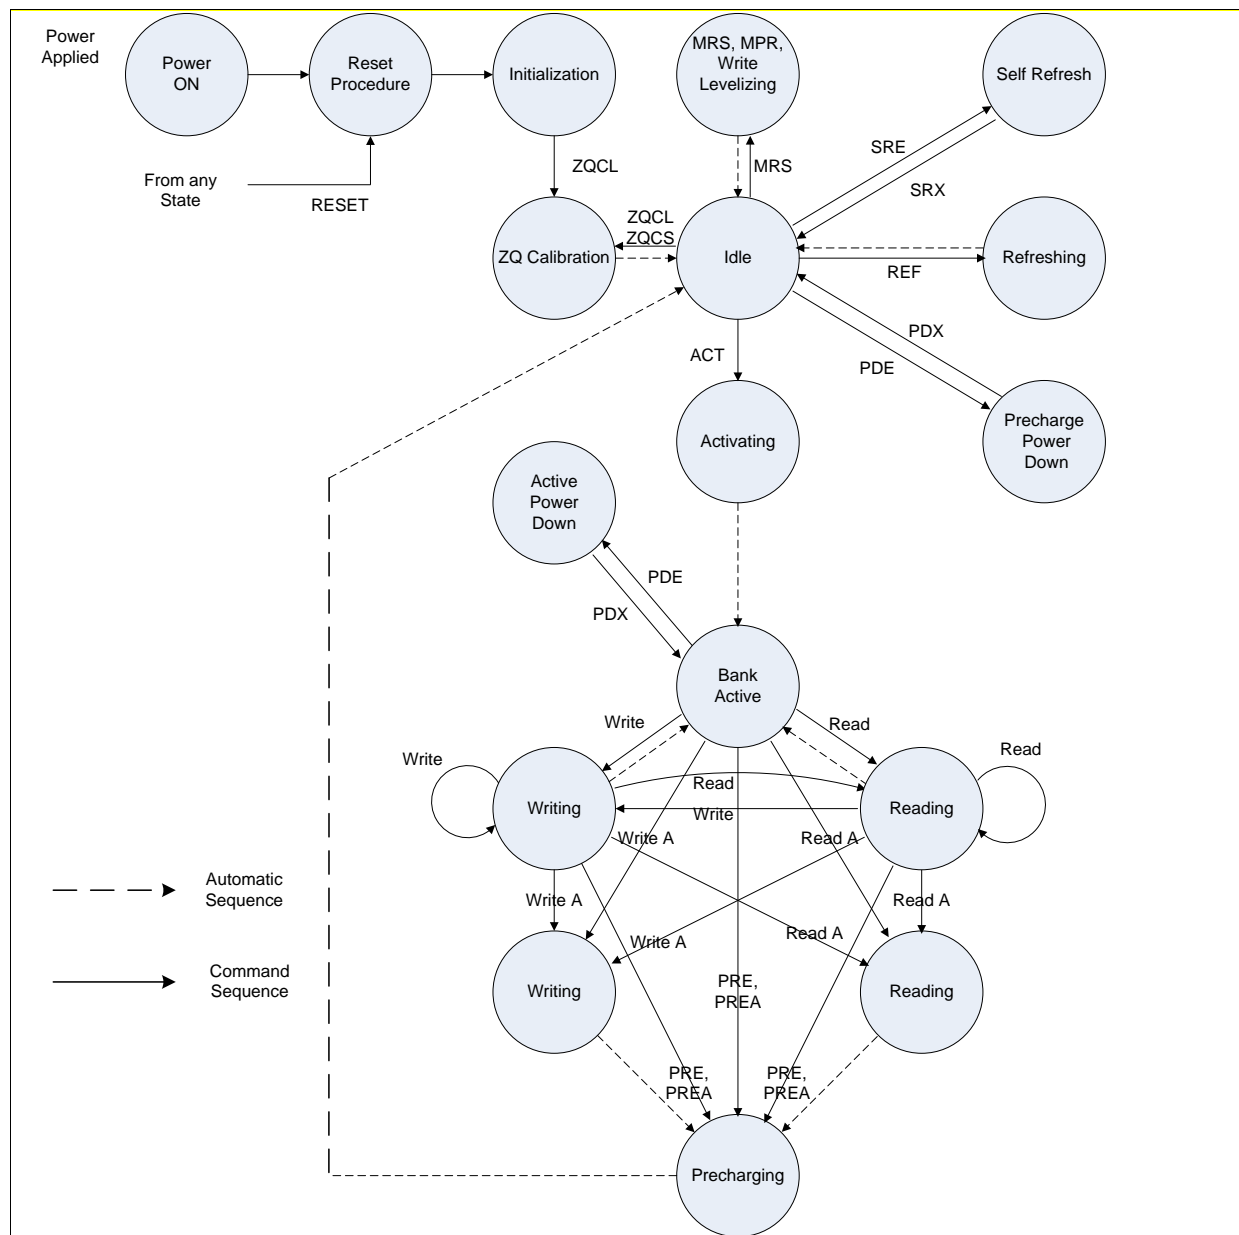 Power
Applied
Power
ON
Reset
Procedure
Initialization
MRS, MPR,
Write
Levelizing
Self Refresh
From any
State
RESET
ZQCL
MRS
SRE
SRX
ZQCL
ZQCS
ZQ Calibration
Idle
REF
Refreshing
ACT
PDX
PDE
Activating
Precharge
Power
Down
Active
Power
Down
PDE
PDX
Bank
Active
Write
Read
Write
Read
Writing
Read
Write
Reading
Write A
Read A
Automatic
Sequence
Write A
Read A
Write A
Read A
Command
Sequence
Writing
PRE,
PREA
Reading
PRE,
PREA
PRE,
PREA
Precharging